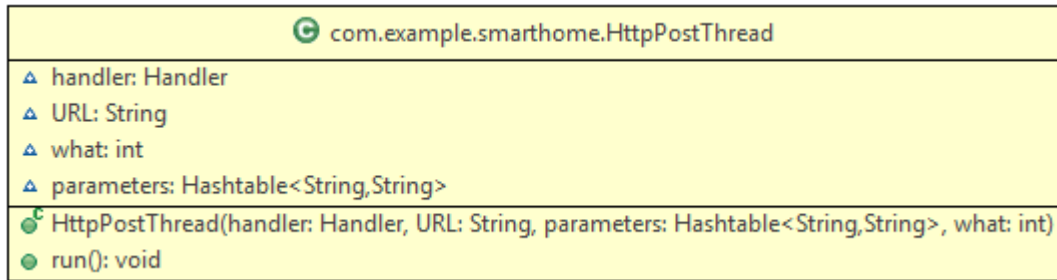 C com.example.smarthome.HttpPostThread
handler: Handler
URL: String
what: int
parameters: Hashtable<String,String>
C HttpPostThread(handler: Handler, URL: String, parameters: Hashtable<String,String>, what: int)
run(): void